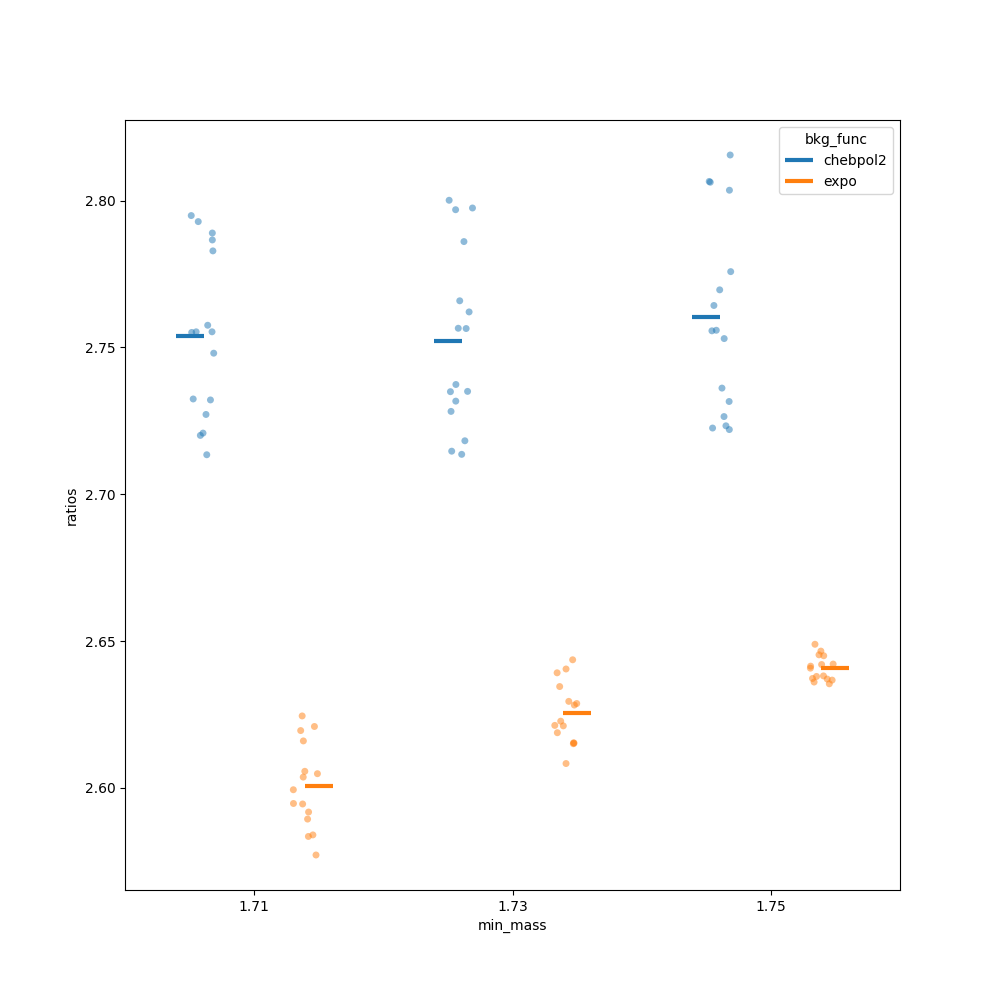 bkg_func
chebpol2
expo
2.80
2.75
2.70
2.65
2.60
ratios
1.71
1.73
1.75
min_mass